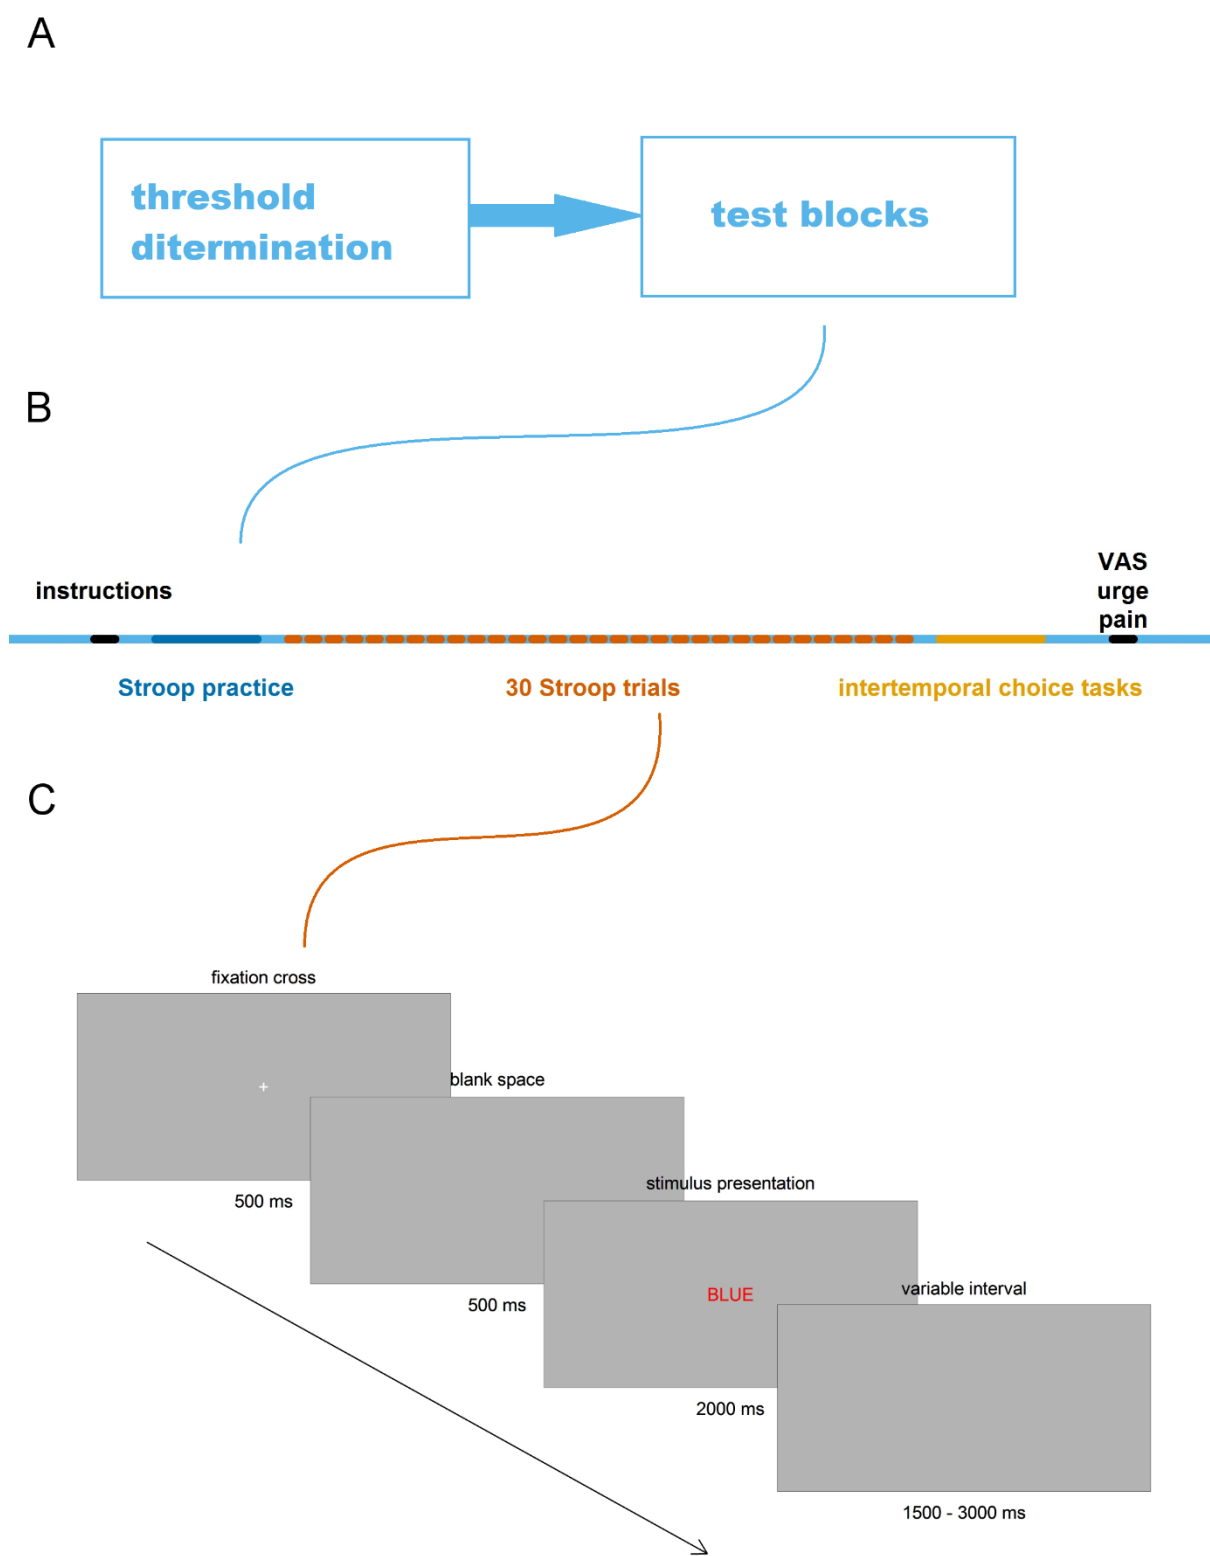 A
threshold
ditermination
test blocks
B
instructions
VAS
urge
pain
Stroop practice
30 Stroop trials
intertemporal choice tasks
C
fixation cross
+
500 ms
blank space
500 ms
stimulus presentation
BLUE
2000 ms
variable interval
1500 - 3000 ms